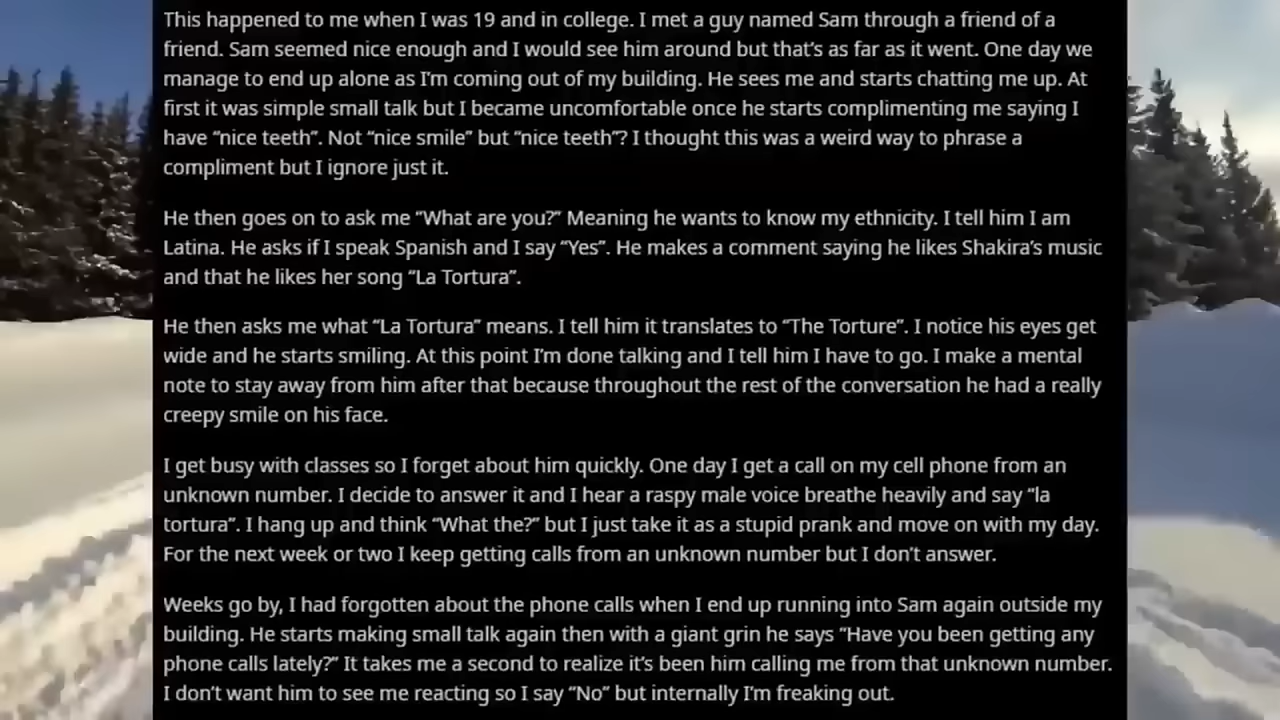 This happened to me when I was 19 and in college. I met a guy named Sam through a friend of a
friend. Sam seemed nice enough and I would see him around but that's as far as it went. One day we
manage to end up alone as I'm coming out of my building. He sees me and starts chatting me up. At
first it was simple small talk but I became uncomfortable once he starts complimenting me saying I
have “nice teeth”. Not “nice smile” but “nice teeth”? I thought this was a weird way to phrase a
compliment but I ignore just it.
He then goes on to ask me “What are you?” Meaning he wants to know my ethnicity. I tell him I am
Latina. He asks if I speak Spanish and I say “Yes”. He makes a comment saying he likes Shakira's music
and that he likes her song “La Tortura”.
He then asks me what “La Tortura” means. I tell him it translates to “The Torture”. I notice his eyes get
wide and he starts smiling. At this point I'm done talking and I tell him I have to go. I make a mental
note to stay away from him after that because throughout the rest of the conversation he had a really
creepy smile on his face.
I get busy with classes so I forget about him quickly. One day I get a call on my cell phone from an
unknown number. I decide to answer it and I hear a raspy male voice breathe heavily and say “la
tortura”. I hang up and think “What the?” but I just take it as a stupid prank and move on with my day.
For the next week or two I keep getting calls from an unknown number but I don't answer.
Weeks go by, I had forgotten about the phone calls when I end up running into Sam again outside my
building. He starts making small talk again then with a giant grin he says “Have you been getting any
phone calls lately?” It takes me a second to realize it's been him calling me from that unknown number.
I don't want him to see me reacting so I say “No” but internally I'm freaking out.